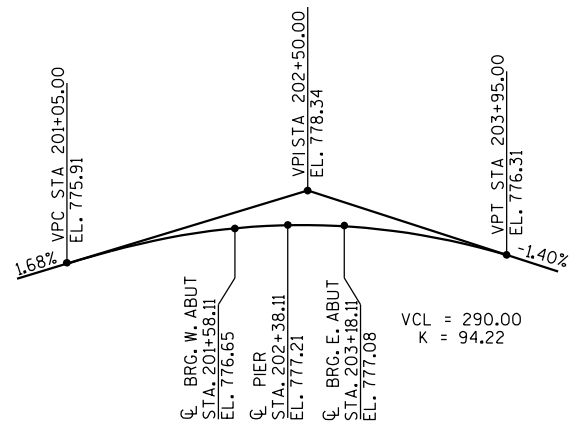 VPC STA 201+05.00
EL. 775.91
VPI STA 202+50.00
EL. 778.34
VPT STA 203+95.00
EL. 776.31
1.68%
-1.40%
℄ BRG. W. ABUT
STA. 201+58.11
EL. 776.65
℄ PIER
STA. 202+38.11
EL. 777.21
℄ BRG. E. ABUT
STA. 203+18.11
EL. 777.08
VCL = 290.00
K = 94.22